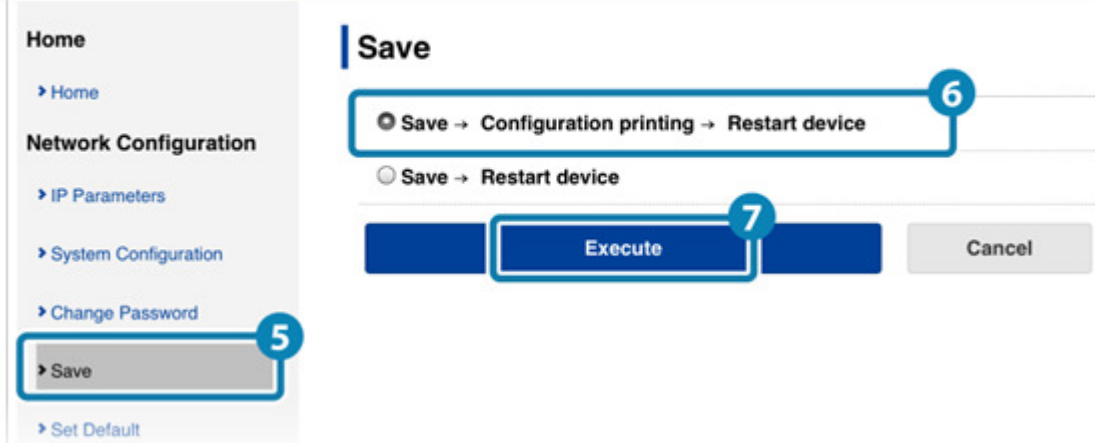 Home
> Home
Network Configuration
> IP Parameters
> System Configuration
> Change Password
5
> Save
> Set Default
Save
6
Save → Configuration printing → Restart device
Save → Restart device
7
Execute
Cancel